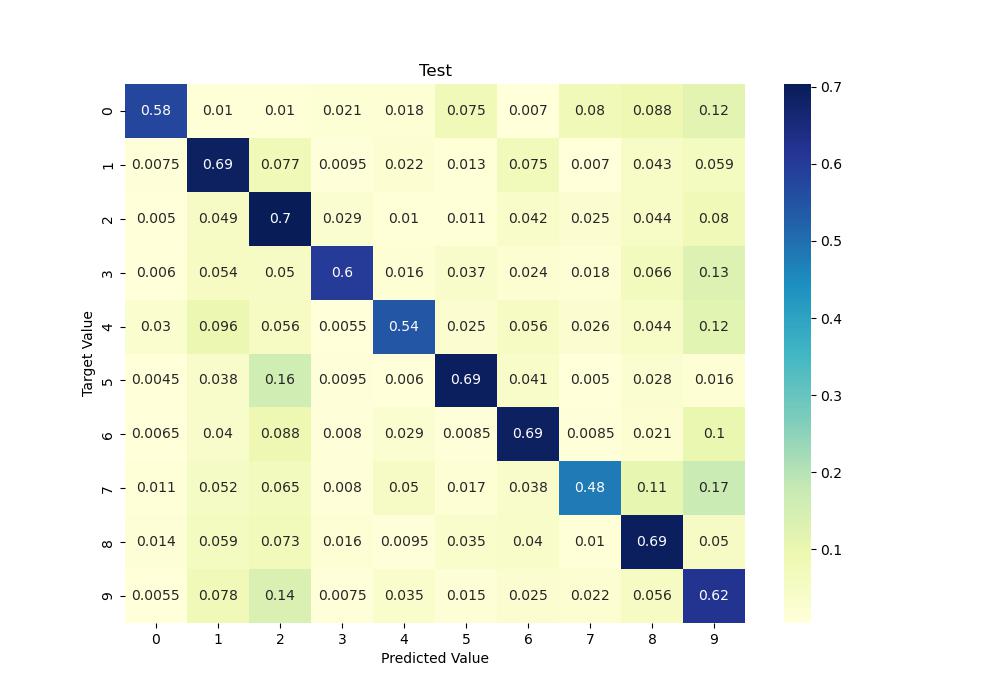 Test
0 0.58 0.01 0.01 0.021 0.018 0.075 0.007 0.08 0.088 0.12
1 0.0075 0.69 0.077 0.0095 0.022 0.013 0.075 0.007 0.043 0.059
2 0.005 0.049 0.7 0.029 0.01 0.011 0.042 0.025 0.044 0.08
3 0.006 0.054 0.05 0.6 0.016 0.037 0.024 0.018 0.066 0.13
4 0.03 0.096 0.056 0.0055 0.54 0.025 0.056 0.026 0.044 0.12
5 0.0045 0.038 0.16 0.0095 0.006 0.69 0.041 0.005 0.028 0.016
6 0.0065 0.04 0.088 0.008 0.029 0.0085 0.69 0.0085 0.021 0.1
7 0.011 0.052 0.065 0.008 0.05 0.017 0.038 0.48 0.11 0.17
8 0.014 0.059 0.073 0.016 0.0095 0.035 0.04 0.01 0.69 0.05
9 0.0055 0.078 0.14 0.0075 0.035 0.015 0.025 0.022 0.056 0.62
0 1 2 3 4 5 6 7 8 9
Predicted Value
Target Value
0.7
0.6
0.5
0.4
0.3
0.2
0.1